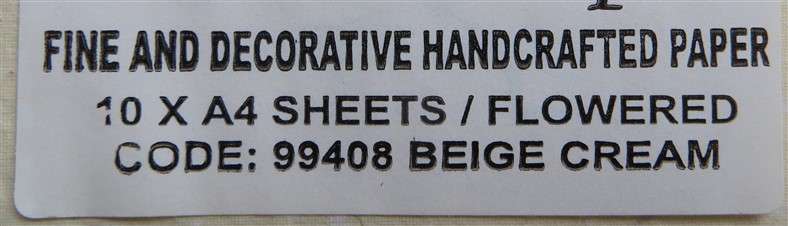 FINE AND DECORATIVE HANDCRAFTED PAPER
10 X A4 SHEETS / FLOWERED
CODE: 99408 BEIGE CREAM